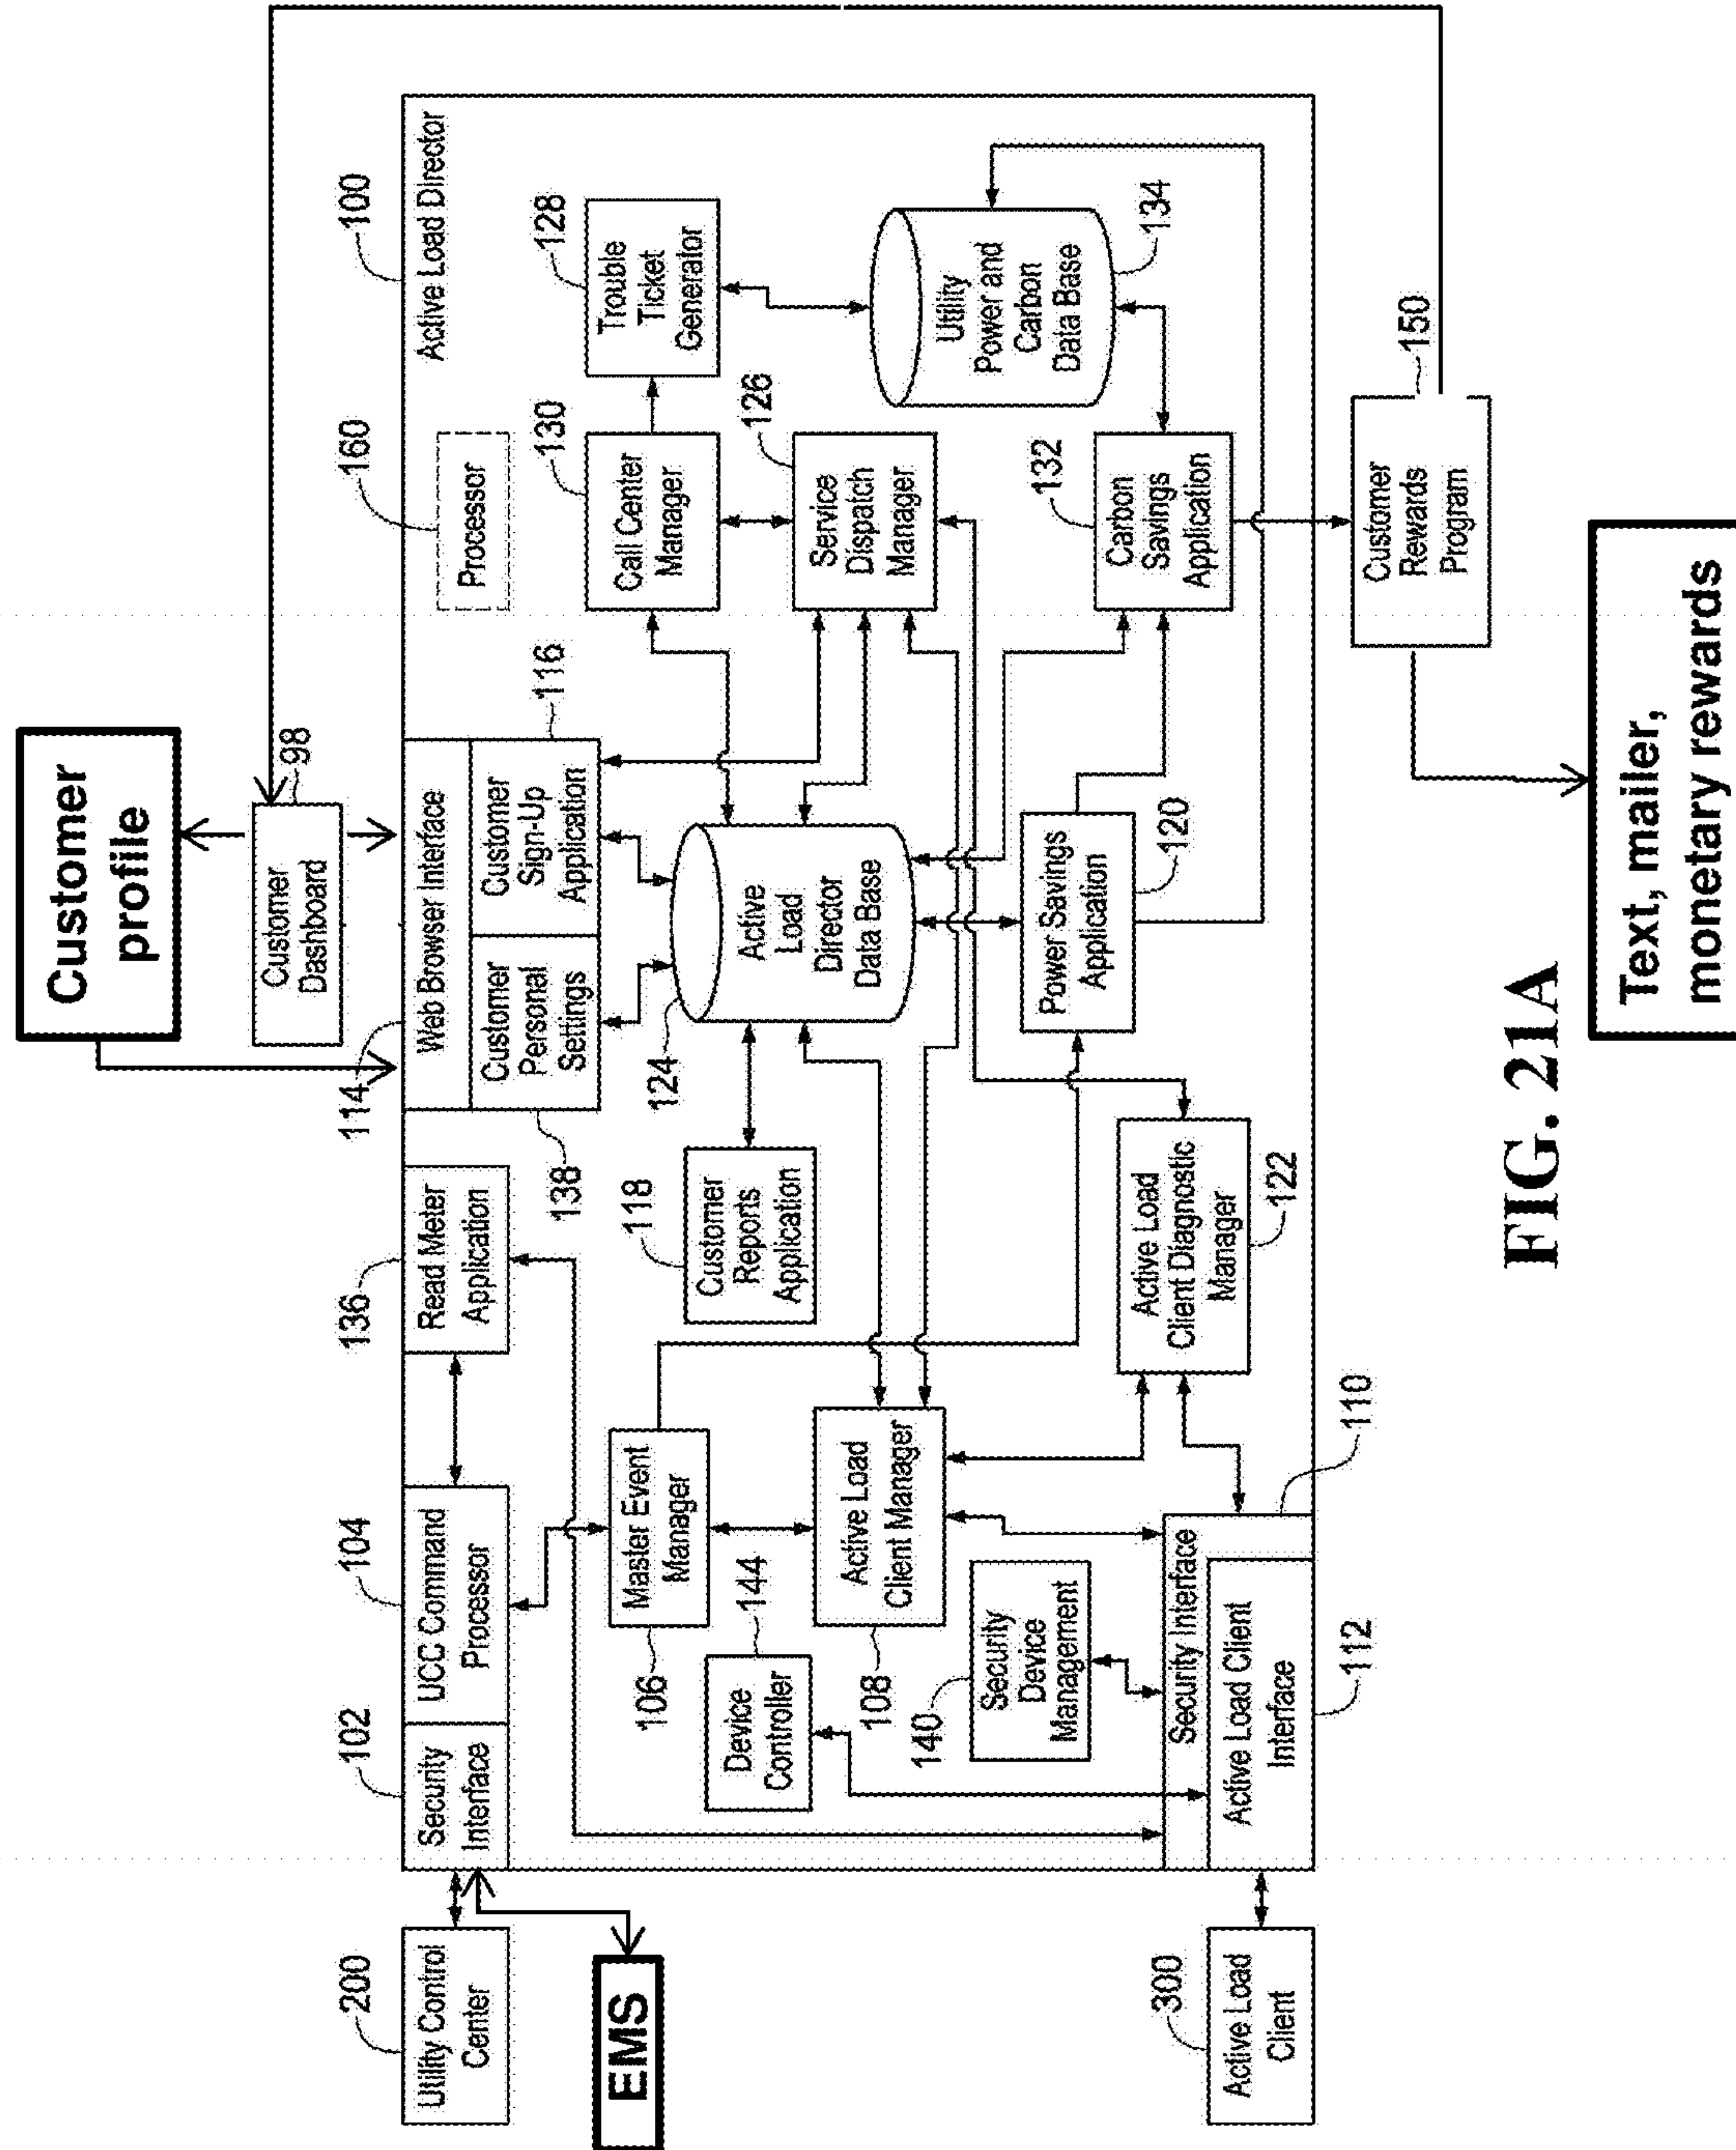 Customer
profile
98
Customer
Dashboard
200
Utility Control
Center
EMS
102
Security
Interface
104
UCC Command
Processor
136
Read Meter
Application
114
Web Browser Interface
Customer
Personal
Settings
Customer
Sign-Up
Application
116
138
160
Processor
100
Active Load Director
106
Master Event
Manager
144
Device
Controller
118
Customer
Reports
Application
124
Active
Load
Director
Data Base
130
Call Center
Manager
128
Trouble
Ticket
Generator
108
Active Load
Client Manager
126
Service
Dispatch
Manager
Utility
Power and
Carbon
Data Base
134
140
Security
Device
Management
122
Active Load
Client Diagnostic
Manager
120
Power Savings
Application
132
Carbon
Savings
Application
110
Security Interface
Active Load Client
Interface
112
300
Active Load
Client
150
Customer
Rewards
Program
Text, mailer,
monetary rewards
FIG. 21A